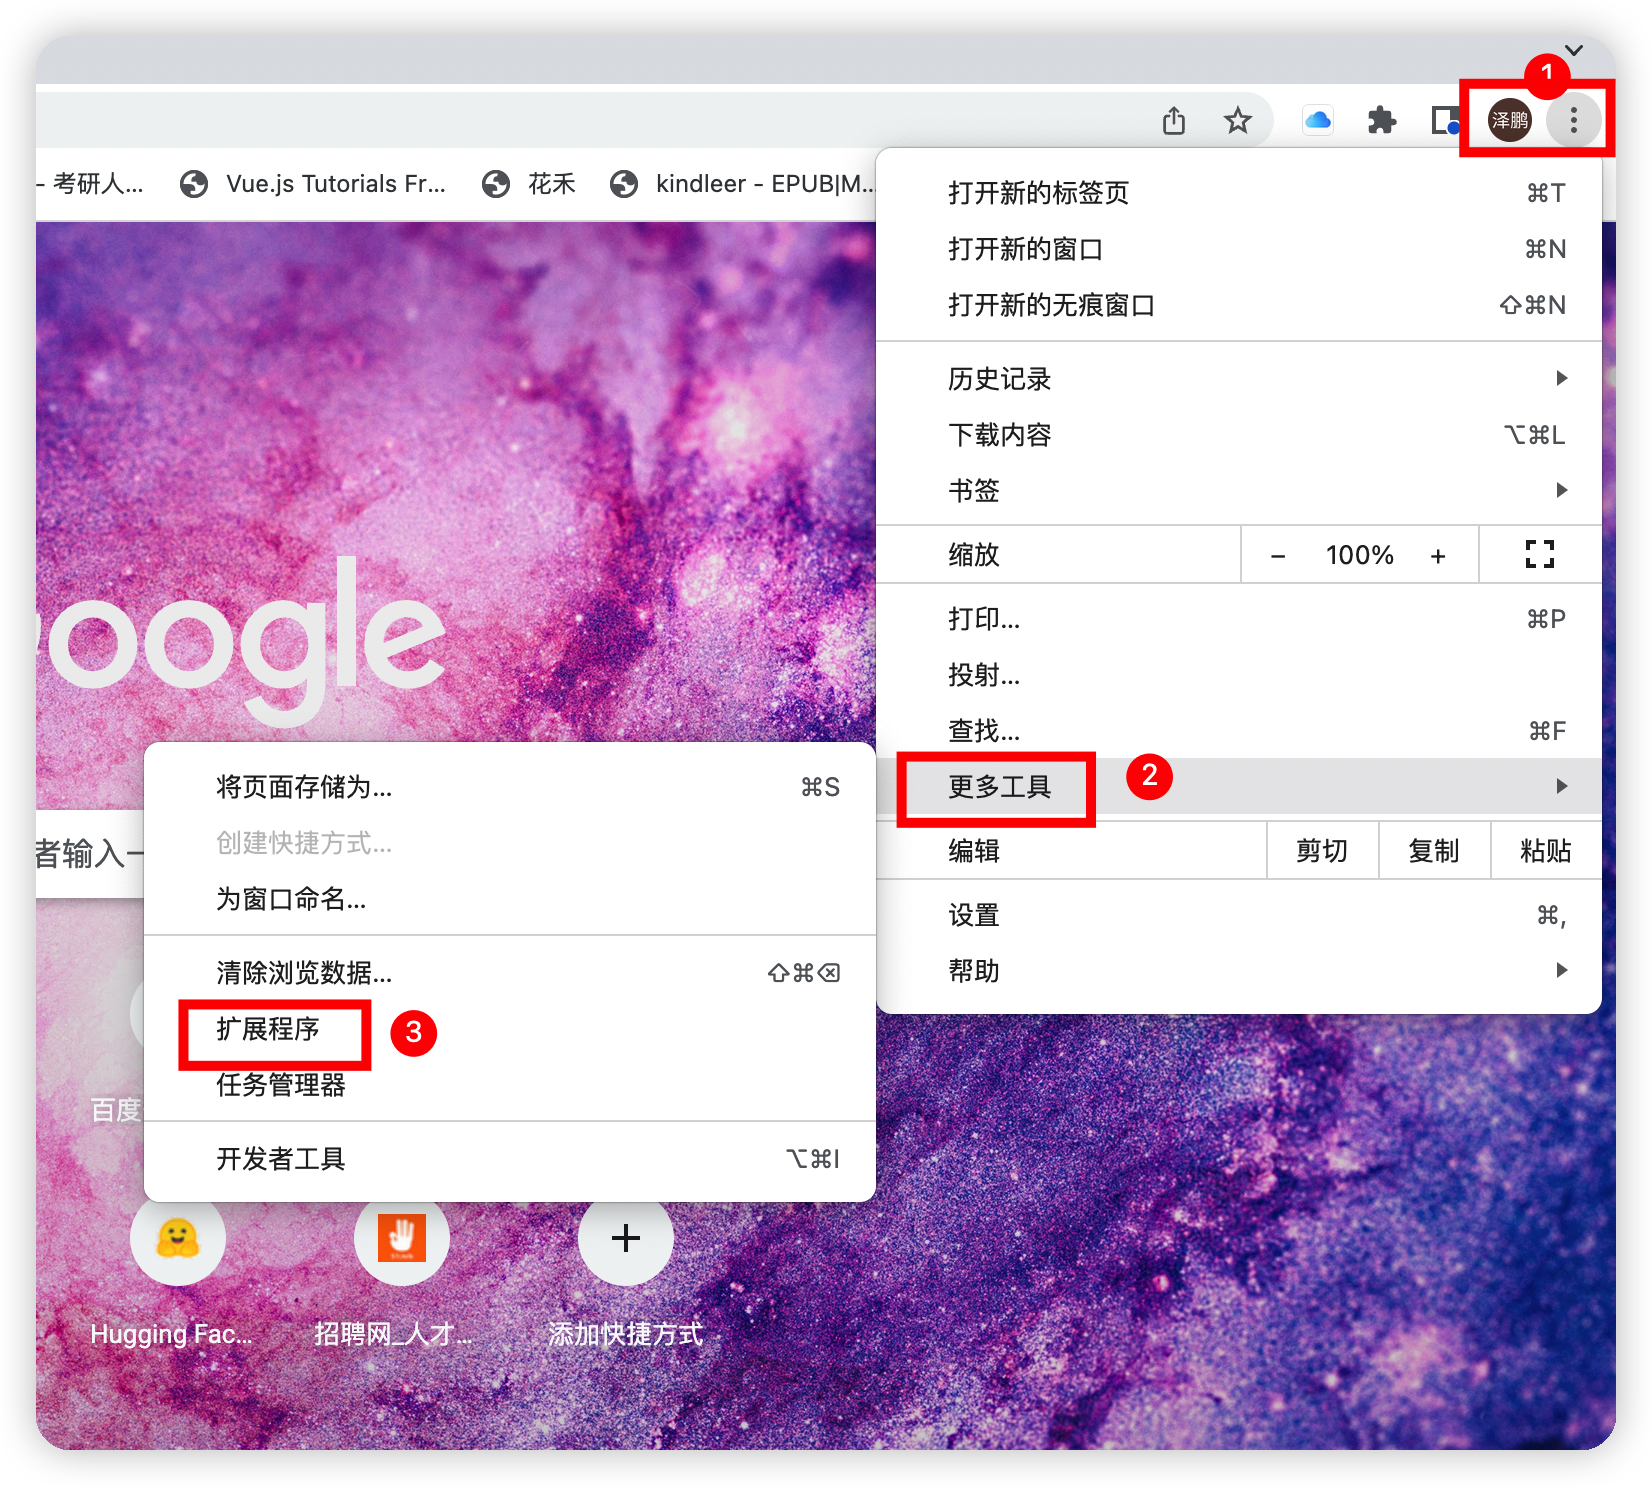 1
泽鹏
- 考研人...
Vue.js Tutorials Fr...
花禾
kindleer - EPUB|M...
打开新的标签页 ⌘T
打开新的窗口 ⌘N
打开新的无痕窗口 ⇧⌘N
历史记录
下载内容 ⌥⌘L
书签
缩放 – 100% +
打印... ⌘P
投射...
查找... ⌘F
更多工具
2
编辑 剪切 复制 粘贴
设置 ⌘,
帮助
oogle
者输入一
将页面存储为... ⌘S
创建快捷方式...
为窗口命名...
清除浏览数据... ⇧⌘⌫
扩展程序
3
任务管理器
开发者工具 ⌥⌘I
百度
Hugging Fac...
招聘网_人才...
添加快捷方式